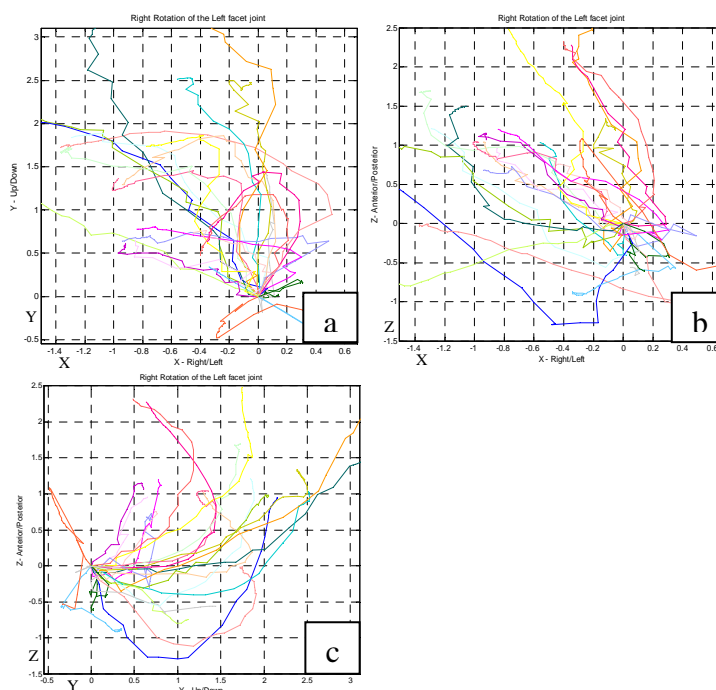 Right Rotation of the Left facet joint
3
2.5
2
1.5
1
0.5
0
-0.5
Y - Up/Down
Y
-1.4 -1.2 -1 -0.8 -0.6 -0.4 -0.2 0 0.2 0.4 0.6
X - Right/Left
X
a
Right Rotation of the Left facet joint
2.5
2
1.5
1
0.5
0
-0.5
-1
-1.5
Z- Anterior/Posterior
Z
-1.4 -1.2 -1 -0.8 -0.6 -0.4 -0.2 0 0.2 0.4 0.6
X - Right/Left
X
b
Right Rotation of the Left facet joint
2.5
2
1.5
1
0.5
0
-0.5
-1
-1.5
Z- Anterior/Posterior
Z
-0.5 0 0.5 1 1.5 2 2.5 3
Y - Up/Down
Y
c